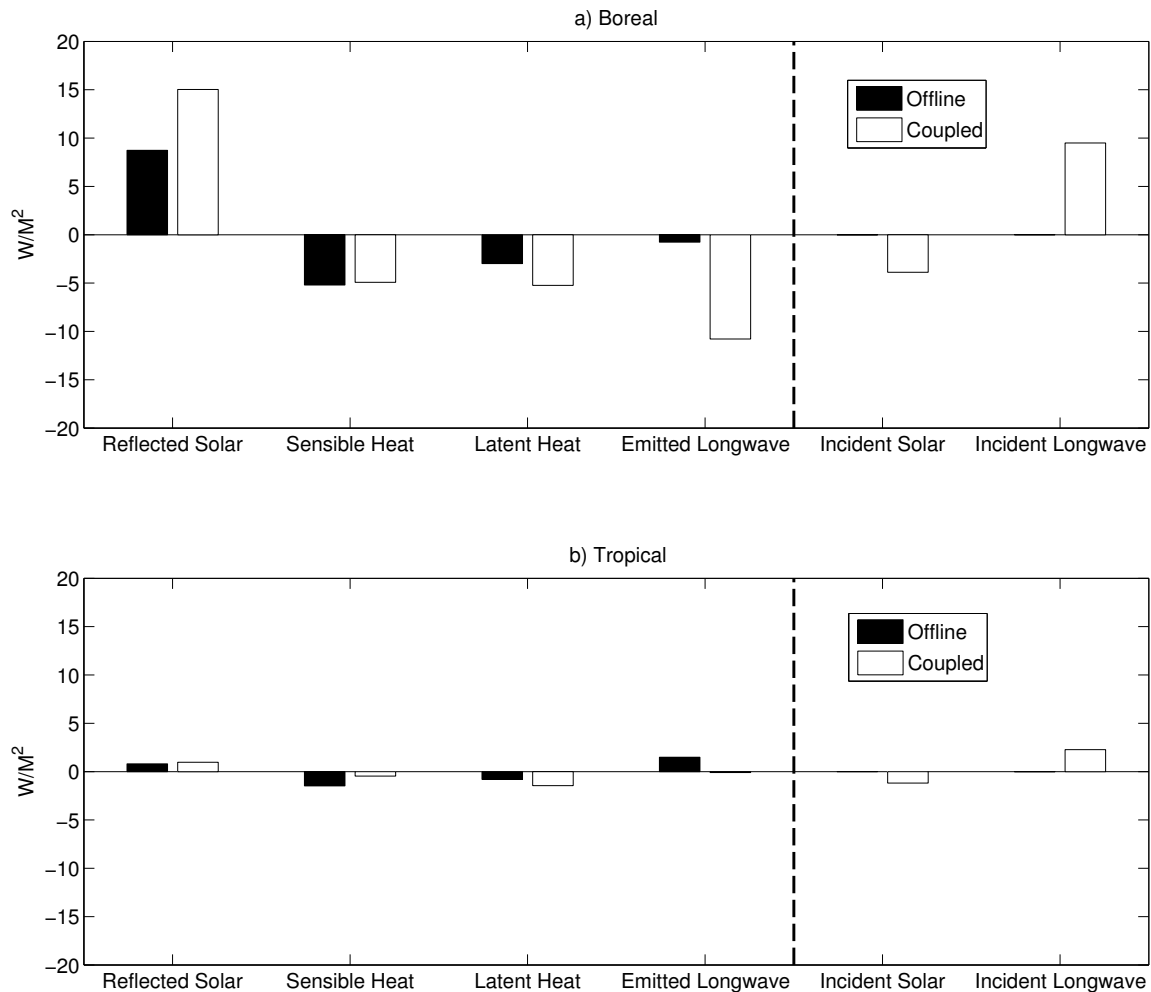 a) Boreal
20
15
10
5
0
−5
−10
−15
−20
W/M²
Offline
Coupled
Reflected Solar Sensible Heat Latent Heat Emitted Longwave Incident Solar Incident Longwave
b) Tropical
20
15
10
5
0
−5
−10
−15
−20
W/M²
Offline
Coupled
Reflected Solar Sensible Heat Latent Heat Emitted Longwave Incident Solar Incident Longwave